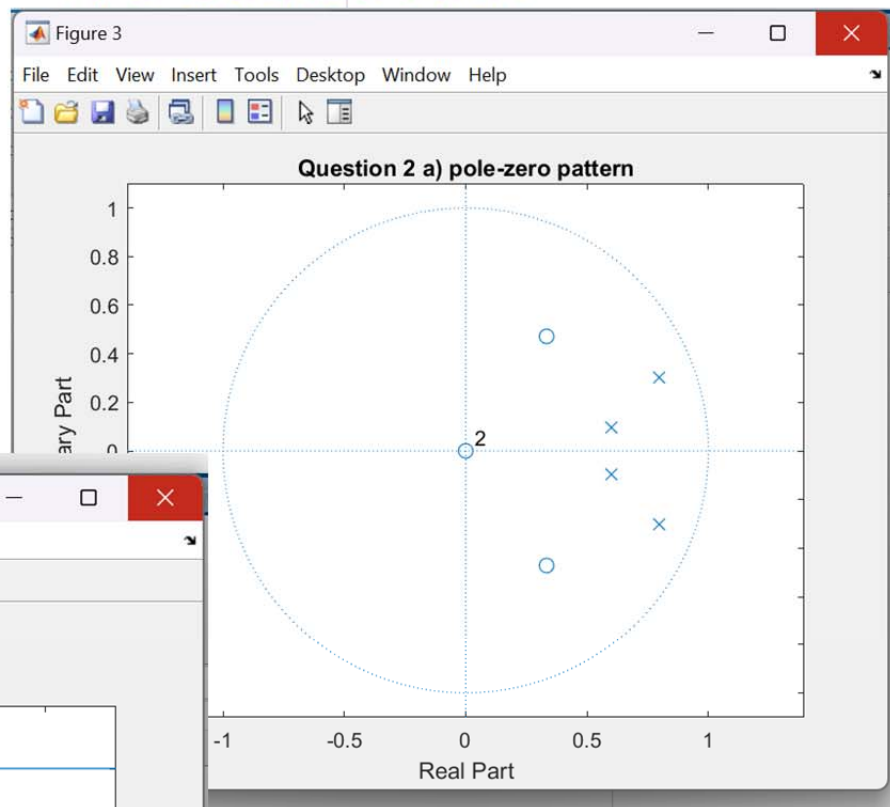 Figure 3
File Edit View Insert Tools Desktop Window Help
Question 2 a) pole-zero pattern
1
0.8
0.6
0.4
0.2
0
2
ary Part
-1 -0.5 0 0.5 1
Real Part